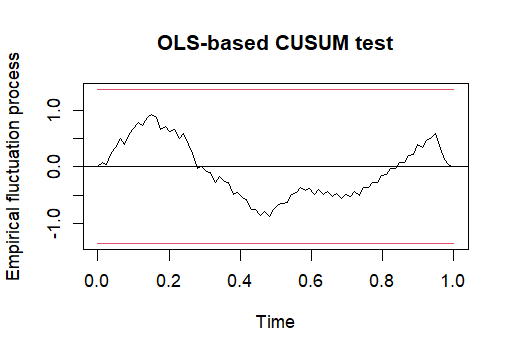 OLS-based CUSUM test
Empirical fluctuation process
1.0
0.0
-1.0
0.0 0.2 0.4 0.6 0.8 1.0
Time